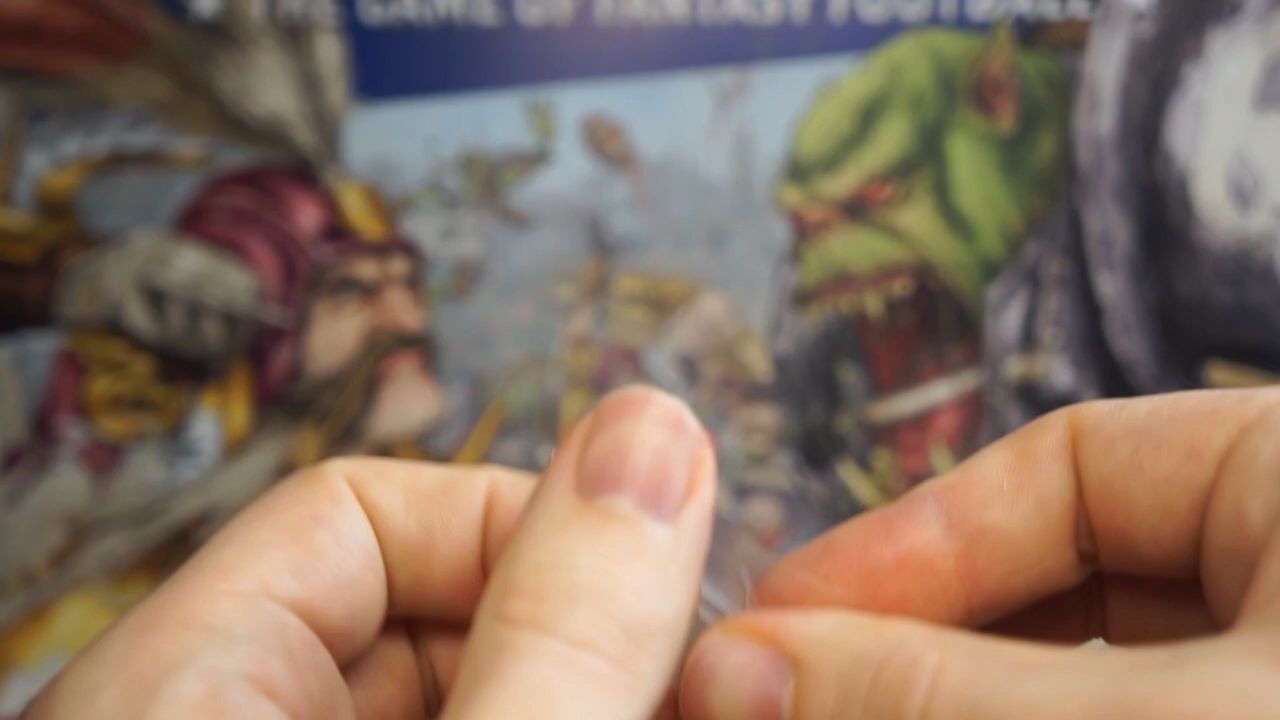 ★ THE GAME OF FANTASY FOOTBALL ★